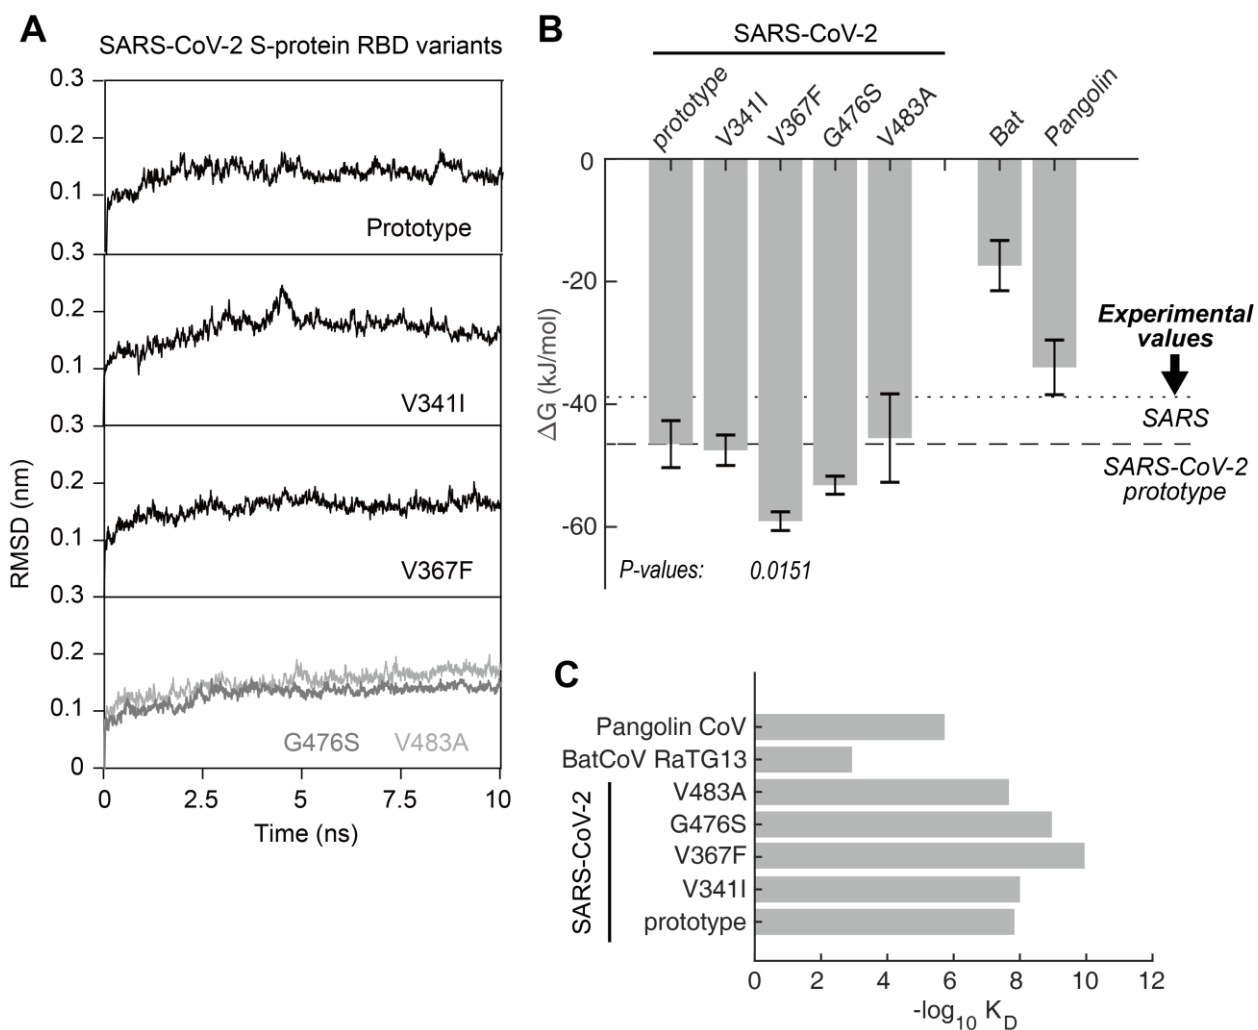 A
SARS-CoV-2 S-protein RBD variants
RMSD (nm)
0.3
0.2
0.1
Prototype
0.3
0.2
0.1
V341I
0.3
0.2
0.1
V367F
0.3
0.2
0.1
0
G476S V483A
0 2.5 5 7.5 10
Time (ns)
B
SARS-CoV-2
prototype
V341I
V367F
G476S
V483A
Bat
Pangolin
ΔG (kJ/mol)
0
-20
-40
-60
Experimental
values
SARS
SARS-CoV-2
prototype
P-values: 0.0151
C
SARS-CoV-2
Pangolin CoV
BatCoV RaTG13
V483A
G476S
V367F
V341I
prototype
0 2 4 6 8 10 12
-log10 KD